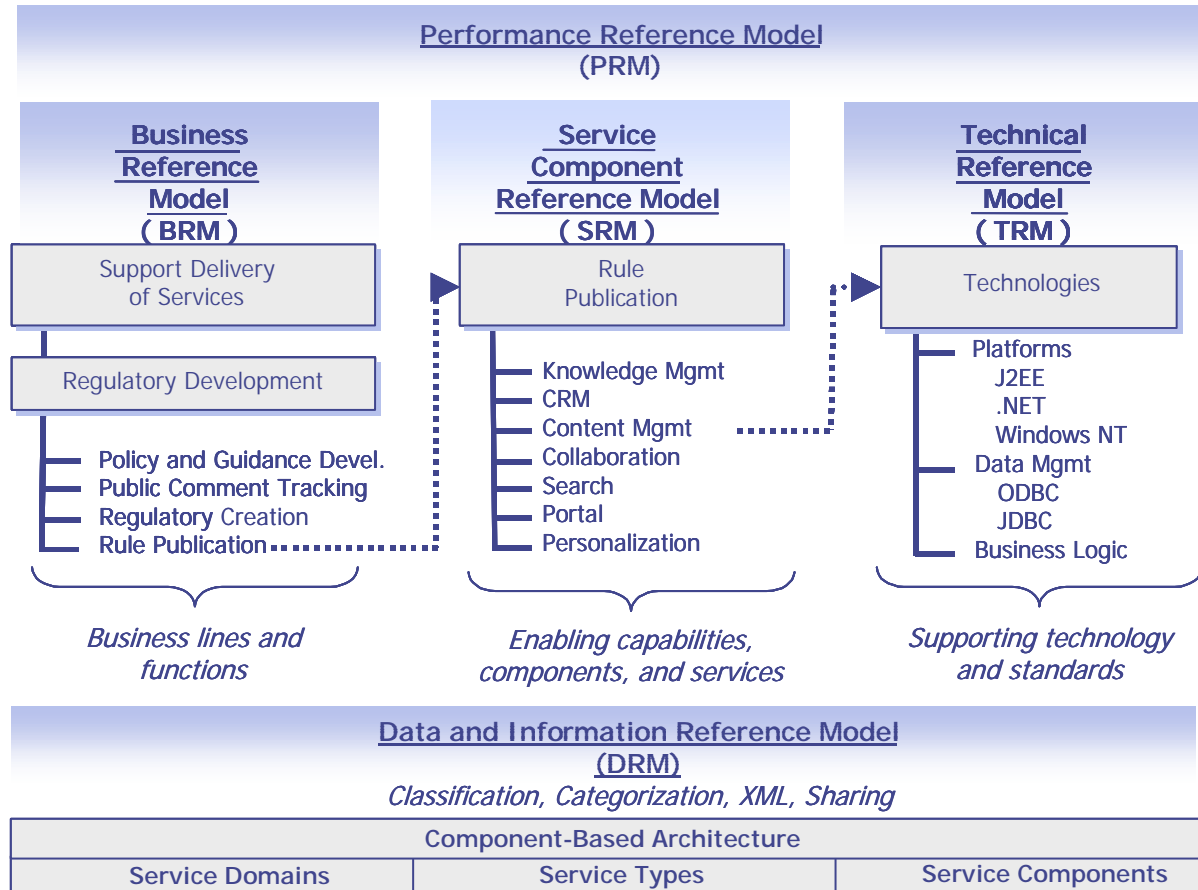 Performance Reference Model
(PRM)
Business
Reference
Model
( BRM )
Support Delivery
of Services
Regulatory Development
Policy and Guidance Devel.
Public Comment Tracking
Regulatory Creation
Rule Publication
Business lines and
functions
Service
Component
Reference Model
( SRM )
Rule
Publication
Knowledge Mgmt
CRM
Content Mgmt
Collaboration
Search
Portal
Personalization
Enabling capabilities,
components, and services
Technical
Reference
Model
( TRM )
Technologies
Platforms
J2EE
.NET
Windows NT
Data Mgmt
ODBC
JDBC
Business Logic
Supporting technology
and standards
Data and Information Reference Model
(DRM)
Classification, Categorization, XML, Sharing
Component-Based Architecture
Service Domains
Service Types
Service Components